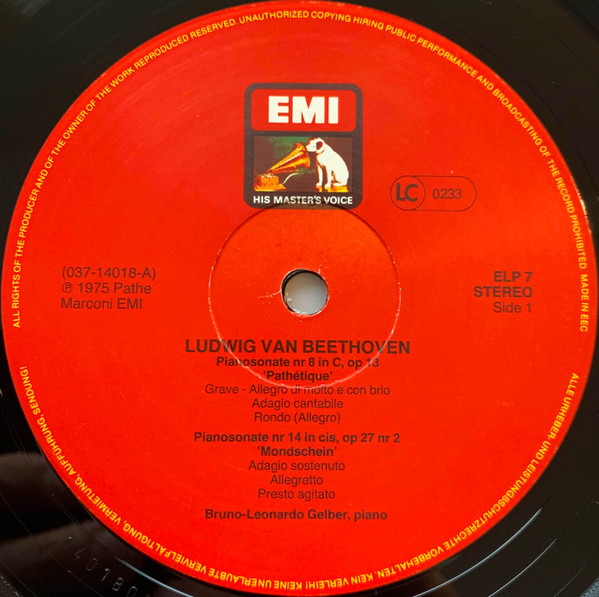 ALL RIGHTS OF THE PRODUCER AND OF THE OWNER OF THE WORK REPRODUCED RESERVED. UNAUTHORIZED COPYING HIRING PUBLIC PERFORMANCE AND BROADCASTING OF THE RECORD PROHIBITED. MADE IN EEC
EMI
HIS MASTER'S VOICE
LC 0233
(037-14018-A)
℗ 1975 Pathe
Marconi EMI
ELP 7
STEREO
Side 1
LUDWIG VAN BEETHOVEN
Pianosonate nr 8 in C, op 13
'Pathétique'
Grave - Allegro di molto e con brio
Adagio cantabile
Rondo (Allegro)
Pianosonate nr 14 in cis, op 27 nr 2
'Mondschein'
Adagio sostenuto
Allegretto
Presto agitato
Bruno-Leonardo Gelber, piano
ALLE URHEBER- UND LEISTUNGSSCHUTZRECHTE VORBEHALTEN. KEIN VERLEIH! KEINE UNERLAUBTE VERVIELFÄLTIGUNG, VERMIETUNG, AUFFÜHRUNG, SENDUNG!